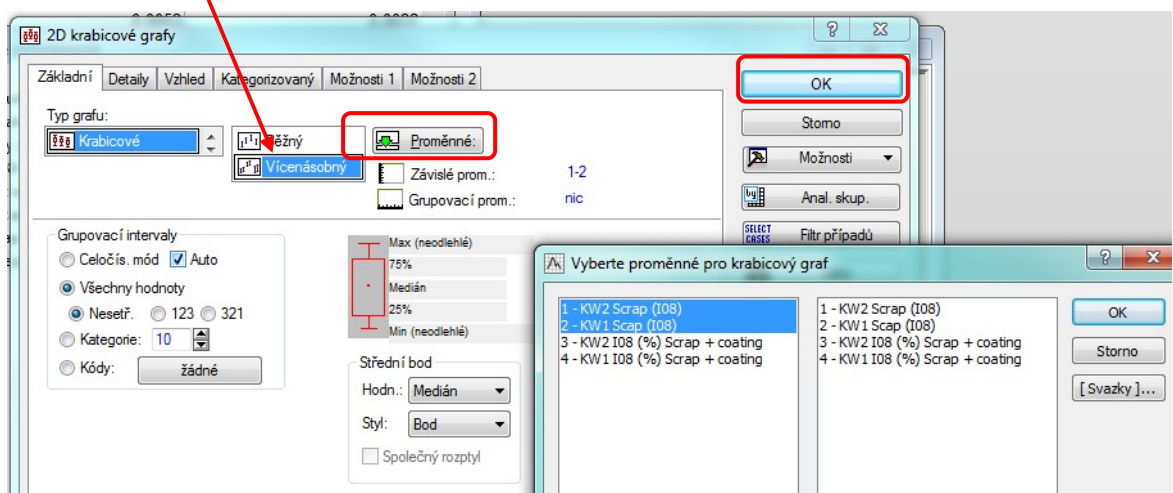 2D krabicové grafy
Základní Detaily Vzhled Kategorizovaný Možnosti 1 Možnosti 2
OK
Typ grafu:
Storno
Krabicové
Běžný
Proměnné:
Vícenásobný
Možnosti
Závislé prom.: 1-2
Grupovací prom.: nic
Anal. skup.
SELECT CASES Filtr případů
Grupovací intervaly
Celočís. mód Auto
Všechny hodnoty
Nesetř. 123 321
Kategorie: 10
Kódy: žádné
Max (neodlehlé)
75%
Medián
25%
Min (neodlehlé)
Střední bod
Hodn.: Medián
Styl: Bod
Společný rozptyl
Vyberte proměnné pro krabicový graf
1 - KW2 Scrap (I08)
2 - KW1 Scap (I08)
3 - KW2 I08 (%) Scrap + coating
4 - KW1 I08 (%) Scrap + coating
1 - KW2 Scrap (I08)
2 - KW1 Scap (I08)
3 - KW2 I08 (%) Scrap + coating
4 - KW1 I08 (%) Scrap + coating
OK
Storno
[ Svazky ]...